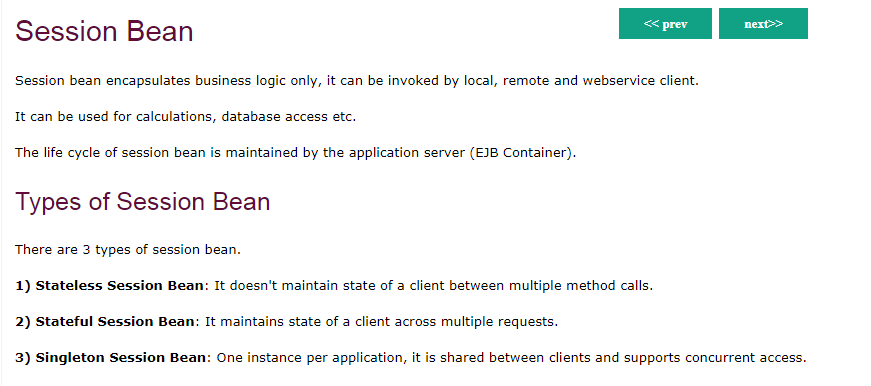 Session Bean
<< prev
next>>
Session bean encapsulates business logic only, it can be invoked by local, remote and webservice client.
It can be used for calculations, database access etc.
The life cycle of session bean is maintained by the application server (EJB Container).
Types of Session Bean
There are 3 types of session bean.
1) Stateless Session Bean: It doesn't maintain state of a client between multiple method calls.
2) Stateful Session Bean: It maintains state of a client across multiple requests.
3) Singleton Session Bean: One instance per application, it is shared between clients and supports concurrent access.